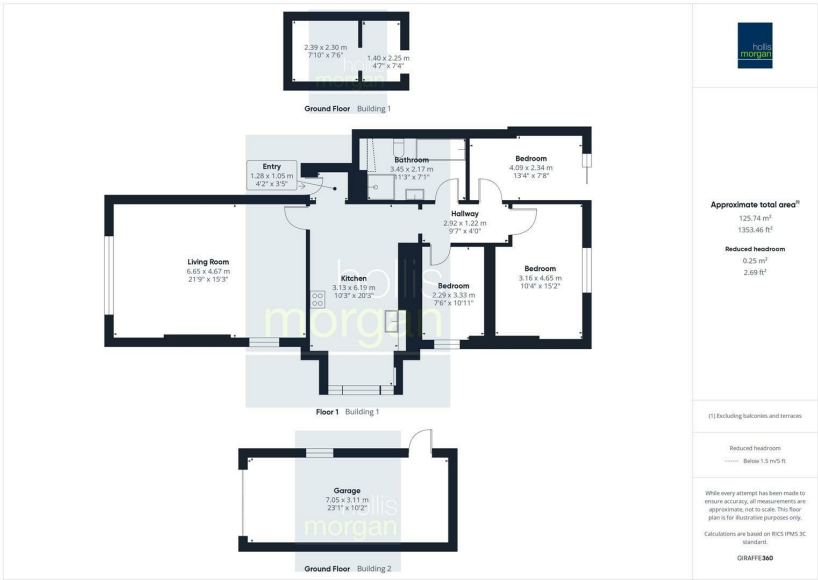 2.39 x 2.30 m
7'10" x 7'6"
1.40 x 2.25 m
4'7" x 7'4"
morgan
Ground Floor Building 1
Entry
1.28 x 1.05 m
4'2" x 3'5"
Bathroom
3.45 x 2.17 m
11'3" x 7'1"
Bedroom
4.09 x 2.34 m
13'4" x 7'8"
Hallway
2.92 x 1.22 m
9'7" x 4'0"
Living Room
6.65 x 4.67 m
21'9" x 15'3"
Kitchen
3.13 x 6.19 m
10'3" x 20'3"
Bedroom
2.29 x 3.33 m
7'6" x 10'11"
Bedroom
3.16 x 4.65 m
10'4" x 15'2"
hollis
morgan
Floor 1 Building 1
Garage
7.05 x 3.11 m
23'1" x 10'2"
hollis
morgan
Ground Floor Building 2
hollis
morgan
Approximate total area(1)
125.74 m²
1353.46 ft²
Reduced headroom
0.25 m²
2.69 ft²
(1) Excluding balconies and terraces
Reduced headroom
Below 1.5 m/5 ft
While every attempt has been made to
ensure accuracy, all measurements are
approximate, not to scale. This floor
plan is for illustrative purposes only.
Calculations are based on RICS IPMS 3C
standard.
GIRAFFE360